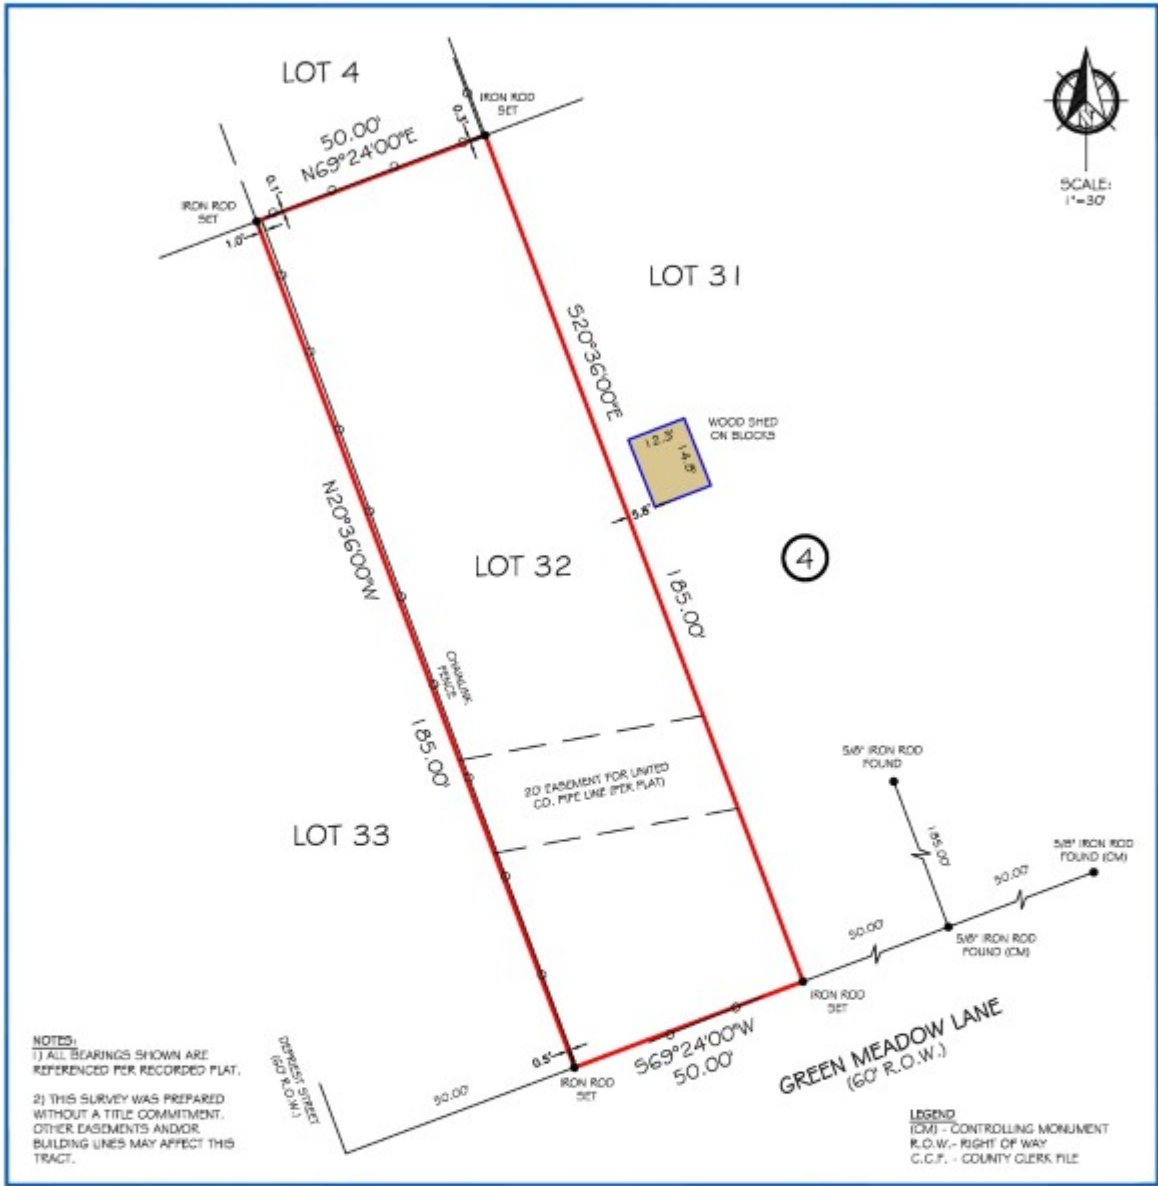 LOT 4
IRON ROD
SET
50.00'
N69°24'00"E
0.3'
0.1'
IRON ROD
SET
1.0'
N
SCALE:
1"=30'
LOT 31
S20°36'00"E
WOOD SHED
ON BLOCKS
12.3'
14.8'
5.8'
N20°36'00"W
LOT 32
4
185.00'
CHAINLINK
FENCE
185.00'
20' EASEMENT FOR UNITED
CO. PIPE LINE (PER PLAT)
LOT 33
5/8" IRON ROD
FOUND
185.00'
5/8" IRON ROD
FOUND (CM)
50.00'
50.00'
5/8" IRON ROD
FOUND (CM)
IRON ROD
SET
GREEN MEADOW LANE
(60' R.O.W.)
S69°24'00"W
50.00'
0.5'
IRON ROD
SET
50.00'
DEPRIEST STREET
(60' R.O.W.)
NOTES:
1) ALL BEARINGS SHOWN ARE
REFERENCED PER RECORDED PLAT.
2) THIS SURVEY WAS PREPARED
WITHOUT A TITLE COMMITMENT.
OTHER EASEMENTS AND/OR
BUILDING LINES MAY AFFECT THIS
TRACT.
LEGEND
(CM) - CONTROLLING MONUMENT
R.O.W.- RIGHT OF WAY
C.C.F. - COUNTY CLERK FILE